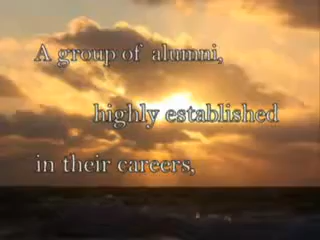 A group of alumni,
highly established
in their careers,